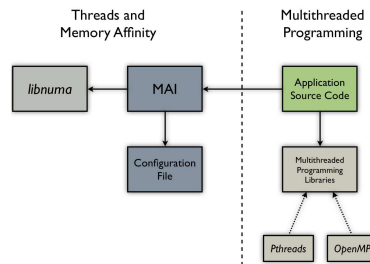 Threads and
Memory Affinity
Multithreaded
Programming
libnuma
MAI
Application
Source Code
Configuration
File
Multithreaded
Programming
Libraries
Pthreads
OpenMP